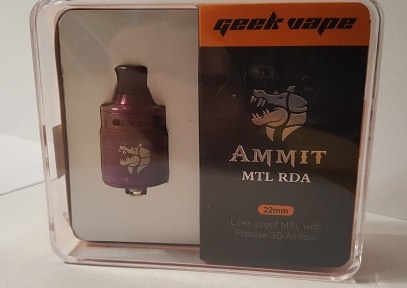 geek vape
AMMIT
MTL RDA
22mm
Leak-proof MTL with
Precise 3D Airflow